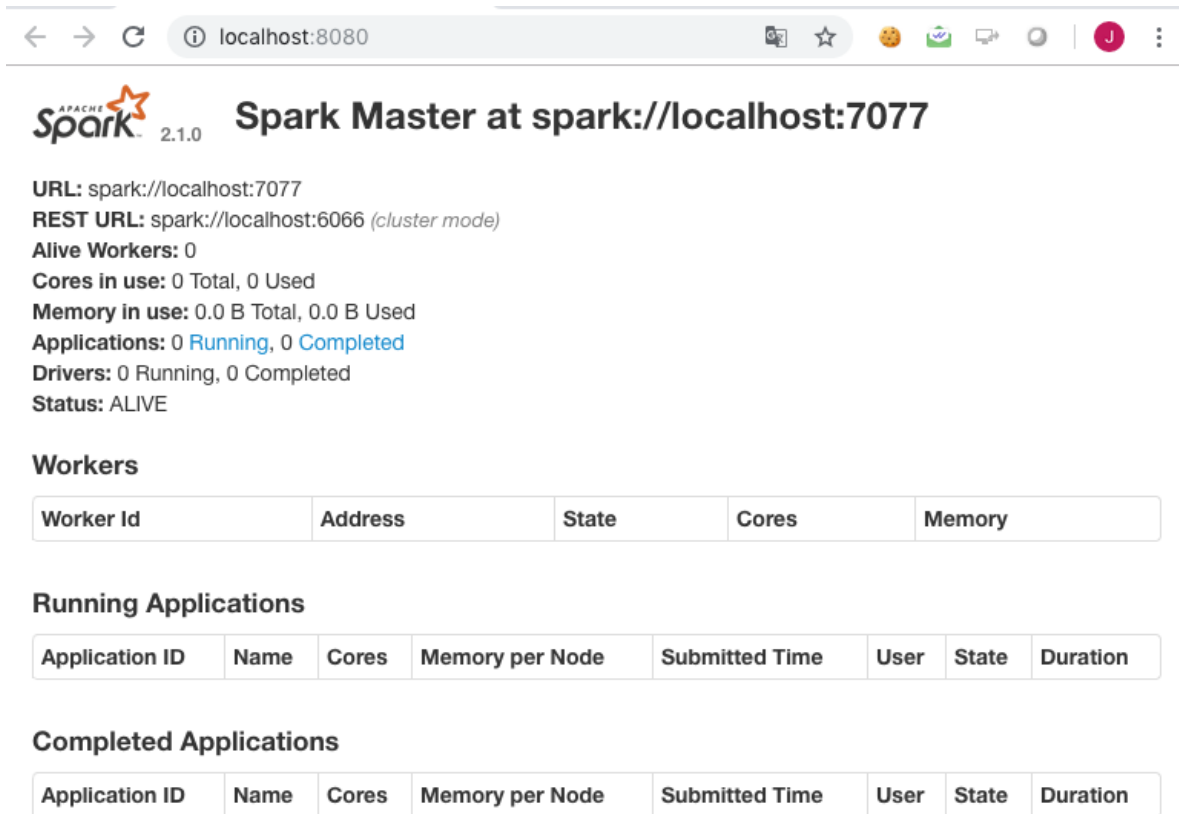 localhost:8080
J
APACHE
Spark 2.1.0 Spark Master at spark://localhost:7077
URL: spark://localhost:7077
REST URL: spark://localhost:6066 (cluster mode)
Alive Workers: 0
Cores in use: 0 Total, 0 Used
Memory in use: 0.0 B Total, 0.0 B Used
Applications: 0 Running, 0 Completed
Drivers: 0 Running, 0 Completed
Status: ALIVE
Workers
Worker Id Address State Cores Memory
Running Applications
Application ID Name Cores Memory per Node Submitted Time User State Duration
Completed Applications
Application ID Name Cores Memory per Node Submitted Time User State Duration